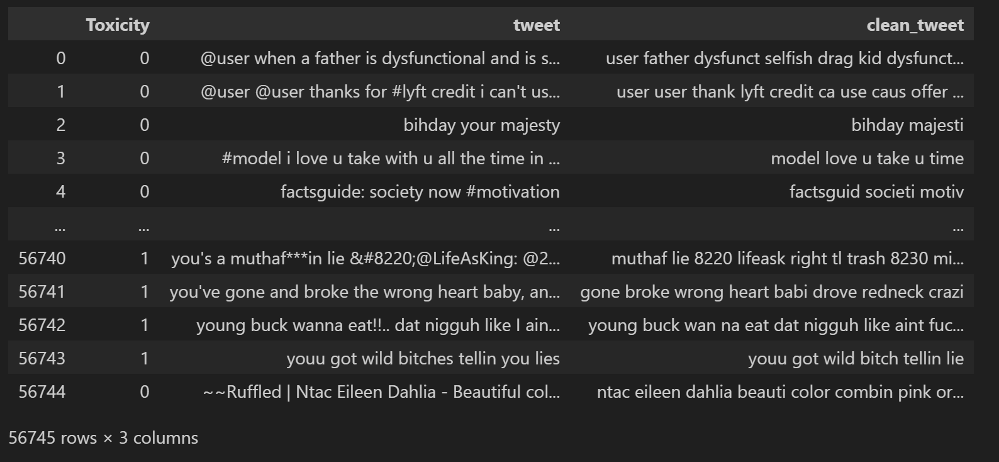 Toxicity tweet clean_tweet
0 0 @user when a father is dysfunctional and is s... user father dysfunct selfish drag kid dysfunct...
1 0 @user @user thanks for #lyft credit i can't us... user user thank lyft credit ca use caus offer ...
2 0 bihday your majesty bihday majesti
3 0 #model i love u take with u all the time in ... model love u take u time
4 0 factsguide: society now #motivation factsguid societi motiv
... ... ... ...
56740 1 you's a muthaf***in lie &#8220;@LifeAsKing: @2... muthaf lie 8220 lifeask right tl trash 8230 mi...
56741 1 you've gone and broke the wrong heart baby, an... gone broke wrong heart babi drove redneck crazi
56742 1 young buck wanna eat!!.. dat nigguh like I ain... young buck wan na eat dat nigguh like aint fuc...
56743 1 youu got wild bitches tellin you lies youu got wild bitch tellin lie
56744 0 ~~Ruffled | Ntac Eileen Dahlia - Beautiful col... ntac eileen dahlia beauti color combin pink or...
56745 rows × 3 columns